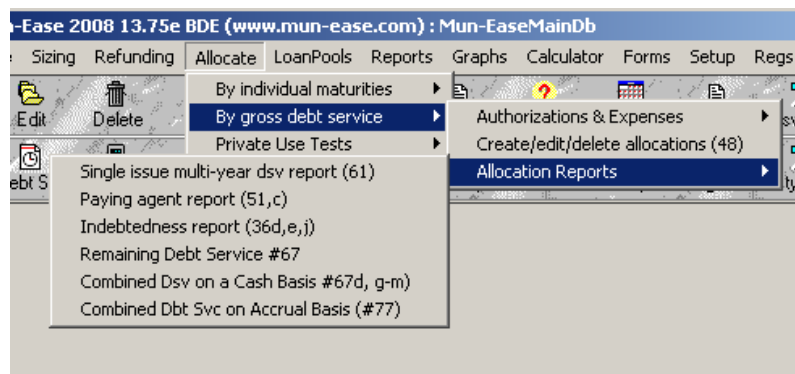 n-Ease 2008 13.75e BDE (www.mun-ease.com) : Mun-EaseMainDb
Sizing Refunding Allocate LoanPools Reports Graphs Calculator Forms Setup Regs
By individual maturities
Edit Delete By gross debt service Authorizations & Expenses
Private Use Tests Create/edit/delete allocations (48)
Single issue multi-year dsv report (61) Allocation Reports
Paying agent report (51,c)
Indebtedness report (36d,e,j)
Remaining Debt Service #67
Combined Dsv on a Cash Basis #67d, g-m)
Combined Dbt Svc on Accrual Basis (#77)